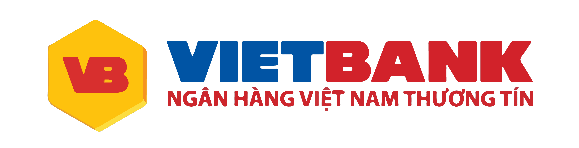 VB VIETBANK
NGÂN HÀNG VIỆT NAM THƯƠNG TÍN